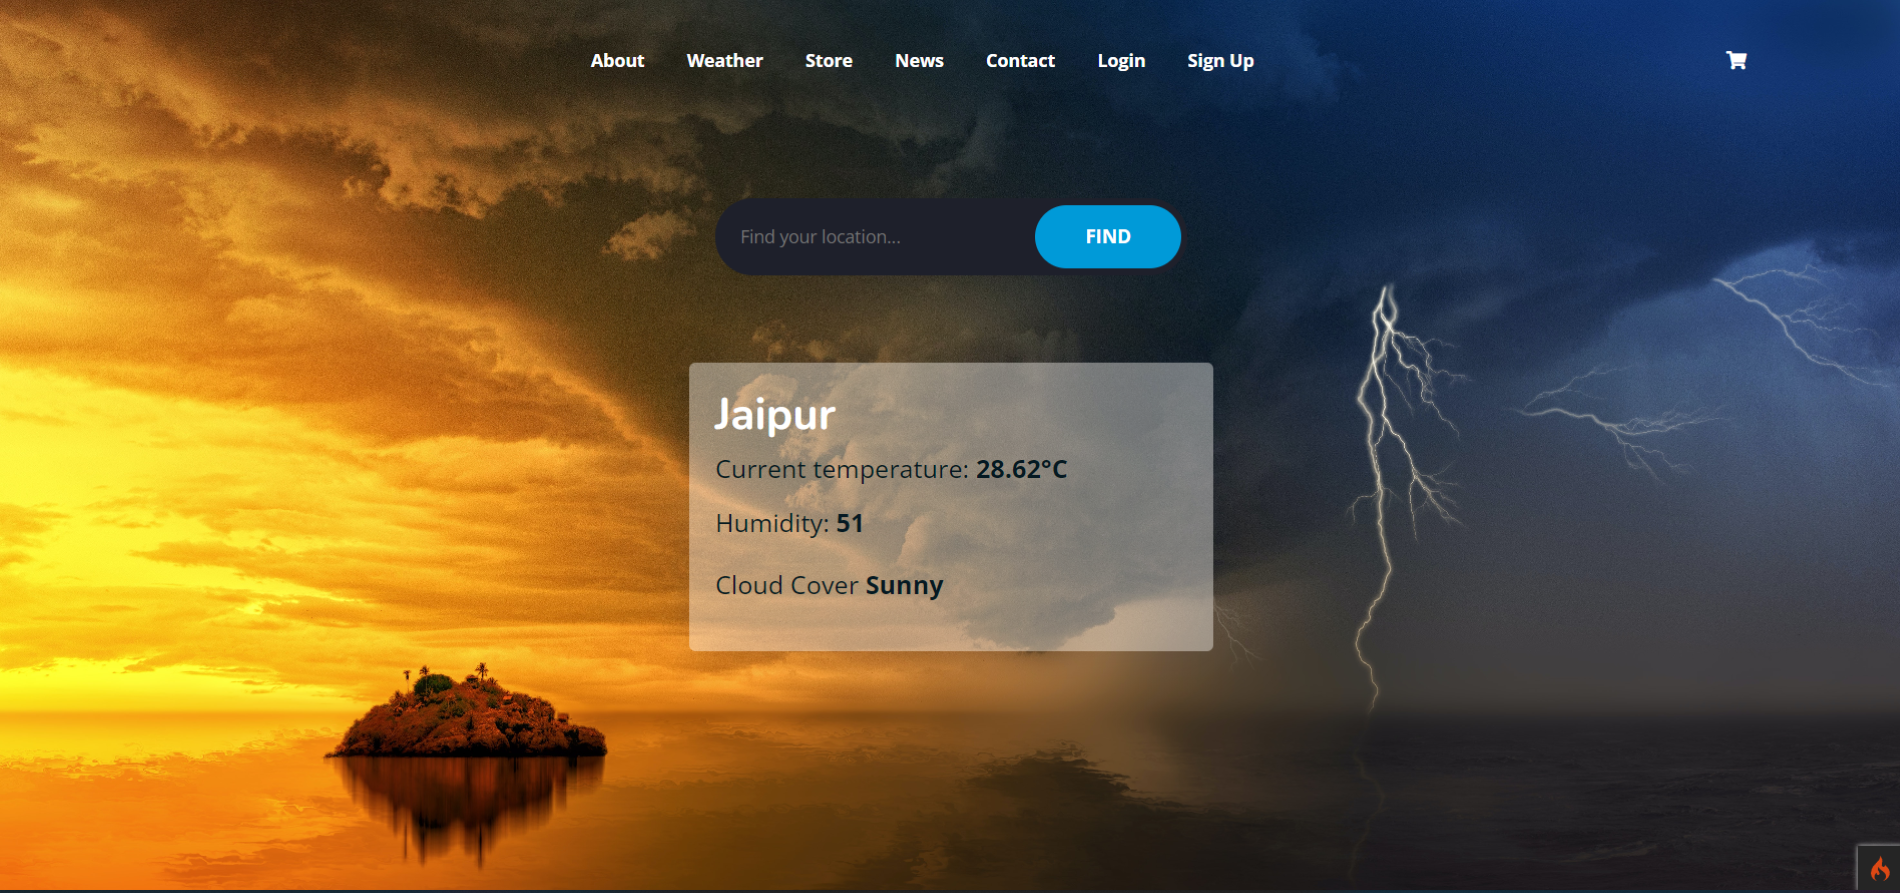 About Weather Store News Contact Login Sign Up
Find your location... FIND
Jaipur
Current temperature: 28.62°C
Humidity: 51
Cloud Cover Sunny